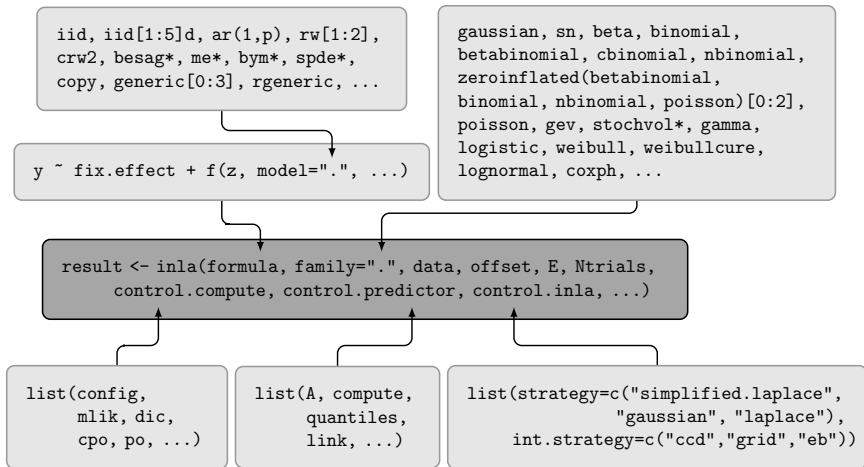 iid, iid[1:5]d, ar(1,p), rw[1:2],
crw2, besag*, me*, bym*, spde*,
copy, generic[0:3], rgeneric, ...
gaussian, sn, beta, binomial,
betabinomial, cbinomial, nbinomial,
zeroinflated(betabinomial,
binomial, nbinomial, poisson)[0:2],
poisson, gev, stochvol*, gamma,
logistic, weibull, weibullcure,
lognormal, coxph, ...
y ~ fix.effect + f(z, model=".", ...)
result <- inla(formula, family=".", data, offset, E, Ntrials,
control.compute, control.predictor, control.inla, ...)
list(config,
mlik, dic,
cpo, po, ...)
list(A, compute,
quantiles,
link, ...)
list(strategy=c("simplified.laplace",
"gaussian", "laplace"),
int.strategy=c("ccd","grid","eb"))